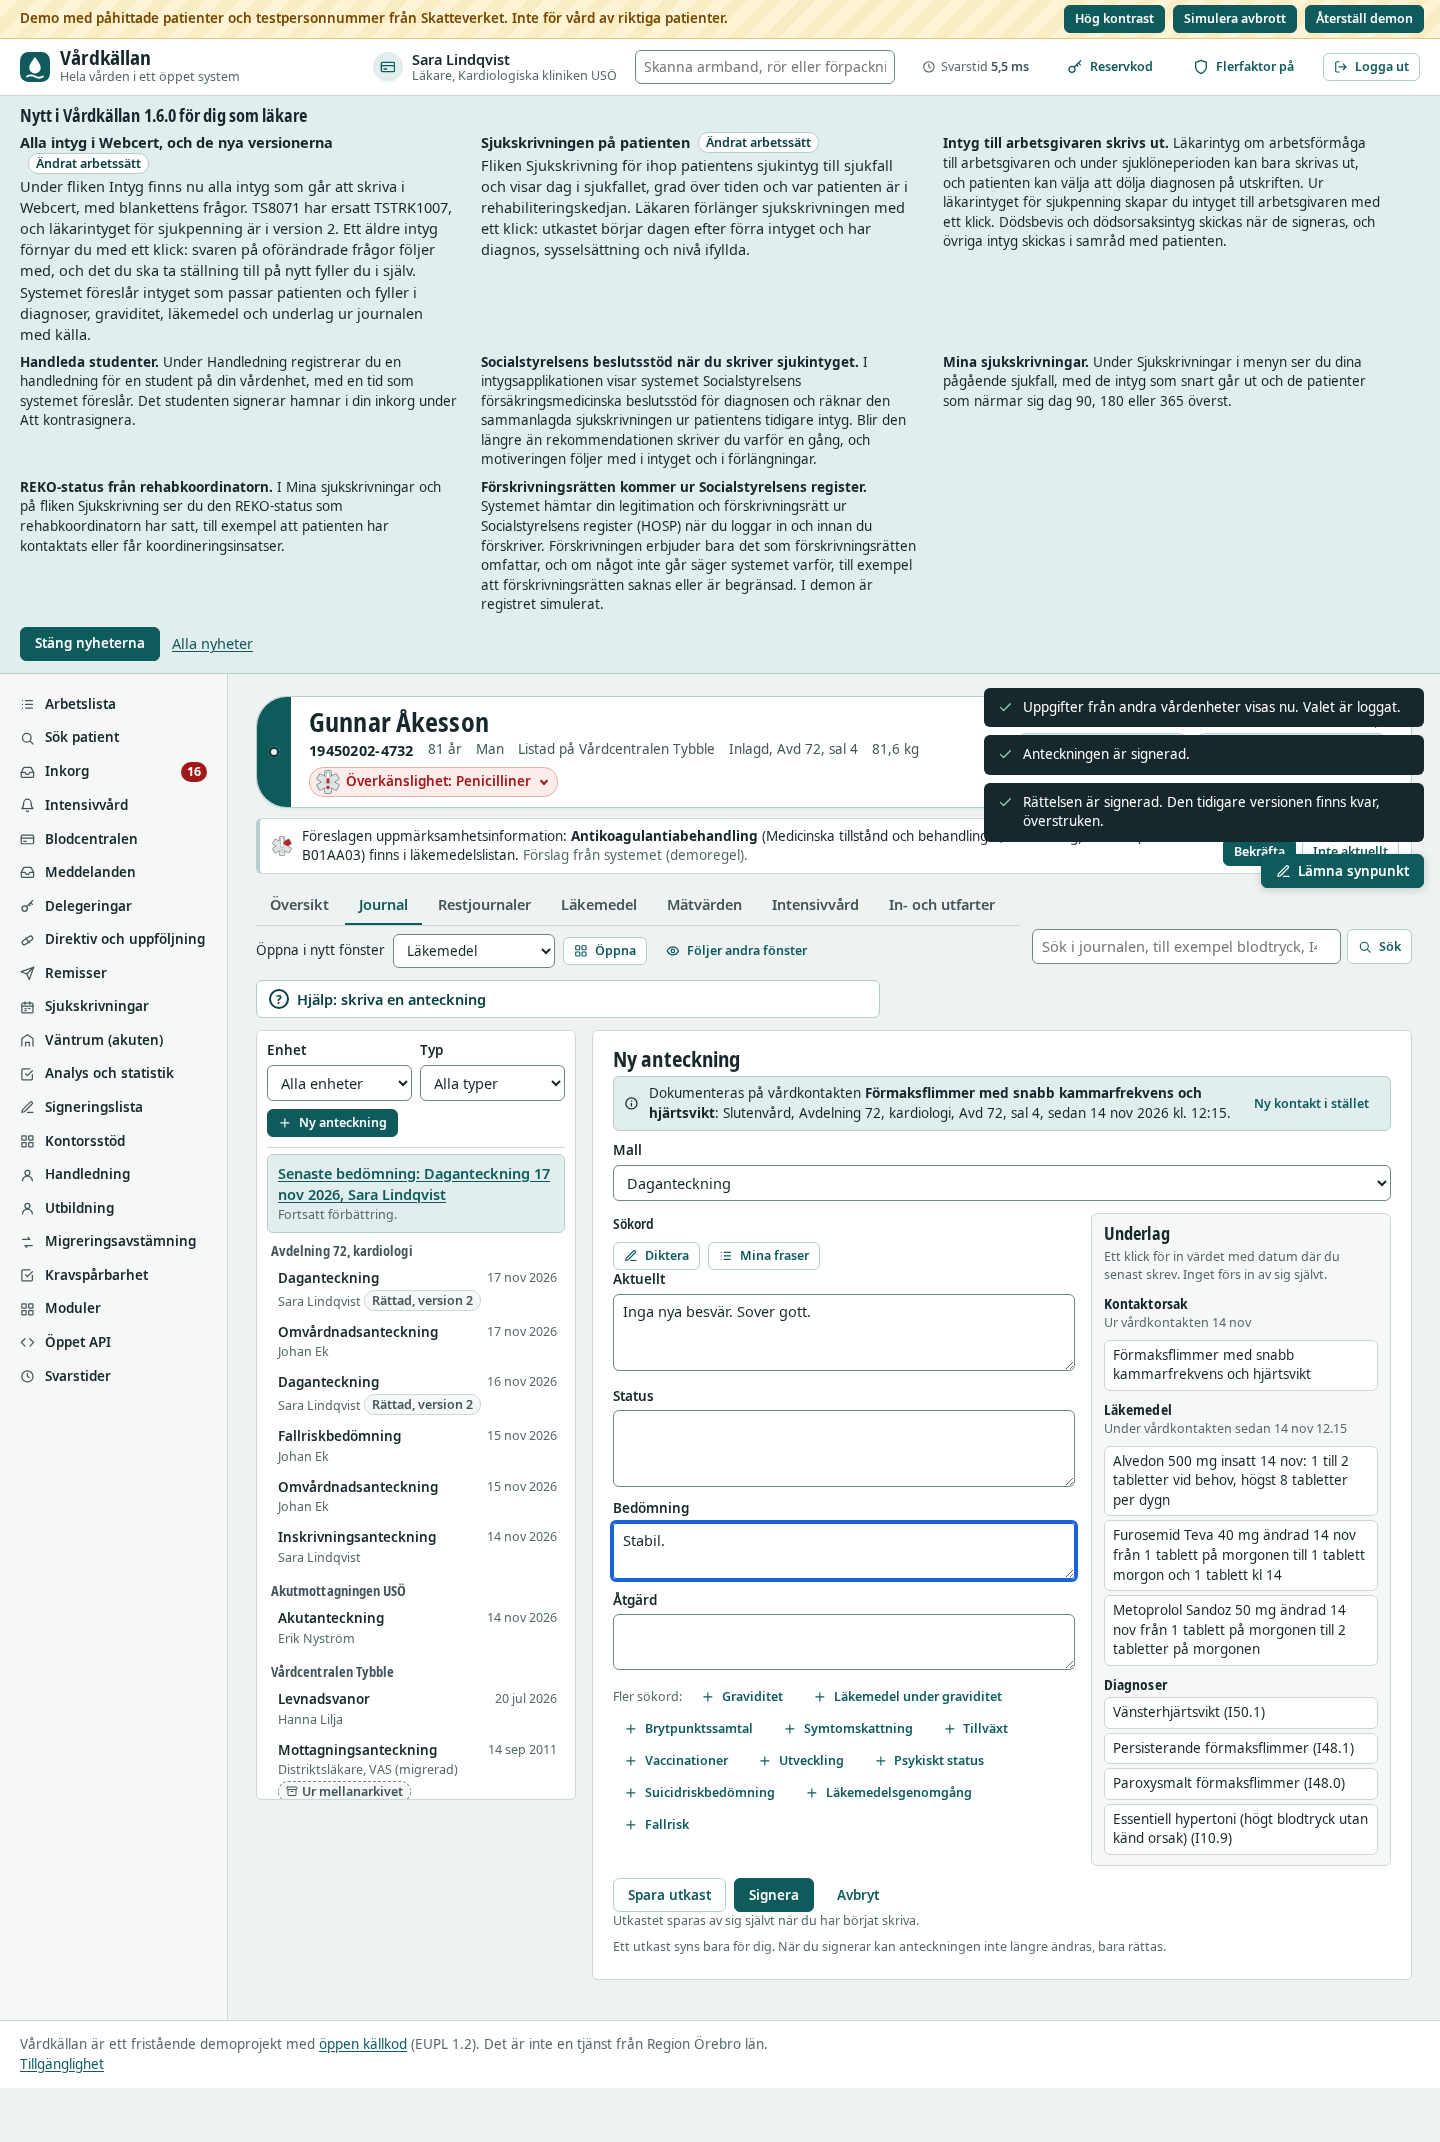 Demo med påhittade patienter och testpersonnummer från Skatteverket. Inte för vård av riktiga patienter.
Hög kontrast
Simulera avbrott
Återställ demon
Vårdkällan
Hela vården i ett öppet system
Sara Lindqvist
Läkare, Kardiologiska kliniken USÖ
Skanna armband, rör eller förpackni
Svarstid 5,5 ms
Reservkod
Flerfaktor på
Logga ut
Nytt i Vårdkällan 1.6.0 för dig som läkare
Alla intyg i Webcert, och de nya versionerna
Ändrat arbetssätt
Under fliken Intyg finns nu alla intyg som går att skriva i
Webcert, med blankettens frågor. TS8071 har ersatt TSTRK1007,
och läkarintyget för sjukpenning är i version 2. Ett äldre intyg
förnyar du med ett klick: svaren på oförändrade frågor följer
med, och det du ska ta ställning till på nytt fyller du i själv.
Systemet föreslår intyget som passar patienten och fyller i
diagnoser, graviditet, läkemedel och underlag ur journalen
med källa.
Sjukskrivningen på patienten Ändrat arbetssätt
Fliken Sjukskrivning får ihop patientens sjukintyg till sjukfall
och visar dag i sjukfallet, grad över tiden och var patienten är i
rehabiliteringskedjan. Läkaren förlänger sjukskrivningen med
ett klick: utkastet börjar dagen efter förra intyget och har
diagnos, sysselsättning och nivå ifyllda.
Intyg till arbetsgivaren skrivs ut. Läkarintyg om arbetsförmåga
till arbetsgivaren och under sjuklöneperioden kan bara skrivas ut,
och patienten kan välja att dölja diagnosen på utskriften. Ur
läkarintyget för sjukpenning skapar du intyget till arbetsgivaren med
ett klick. Dödsbevis och dödsorsaksintyg skickas när de signeras, och
övriga intyg skickas i samråd med patienten.
Handleda studenter. Under Handledning registrerar du en
handledning för en student på din vårdenhet, med en tid som
systemet föreslår. Det studenten signerar hamnar i din inkorg under
Att kontrasignera.
Socialstyrelsens beslutsstöd när du skriver sjukintyget. I
intygsapplikationen visar systemet Socialstyrelsens
försäkringsmedicinska beslutsstöd för diagnosen och räknar den
sammanlagda sjukskrivningen ur patientens tidigare intyg. Blir den
längre än rekommendationen skriver du varför en gång, och
motiveringen följer med i intyget och i förlängningar.
Mina sjukskrivningar. Under Sjukskrivningar i menyn ser du dina
pågående sjukfall, med de intyg som snart går ut och de patienter
som närmar sig dag 90, 180 eller 365 överst.
REKO-status från rehabkoordinatorn. I Mina sjukskrivningar och
på fliken Sjukskrivning ser du den REKO-status som
rehabkoordinatorn har satt, till exempel att patienten har
kontaktats eller får koordineringsinsatser.
Förskrivningsrätten kommer ur Socialstyrelsens register.
Systemet hämtar din legitimation och förskrivningsrätt ur
Socialstyrelsens register (HOSP) när du loggar in och innan du
förskriver. Förskrivningen erbjuder bara det som förskrivningsrätten
omfattar, och om något inte går säger systemet varför, till exempel
att förskrivningsrätten saknas eller är begränsad. I demon är
registret simulerat.
Stäng nyheterna
Alla nyheter
Arbetslista
Sök patient
Inkorg 16
Intensivvård
Blodcentralen
Meddelanden
Delegeringar
Direktiv och uppföljning
Remisser
Sjukskrivningar
Väntrum (akuten)
Analys och statistik
Signeringslista
Kontorsstöd
Handledning
Utbildning
Migreringsavstämning
Kravspårbarhet
Moduler
Öppet API
Svarstider
Gunnar Åkesson
19450202-4732 81 år Man Listad på Vårdcentralen Tybble Inlagd, Avd 72, sal 4 81,6 kg
Överkänslighet: Penicilliner
Uppgifter från andra vårdenheter visas nu. Valet är loggat.
Anteckningen är signerad.
Rättelsen är signerad. Den tidigare versionen finns kvar,
överstruken.
Föreslagen uppmärksamhetsinformation: Antikoagulantiabehandling (Medicinska tillstånd och behandling
B01AA03) finns i läkemedelslistan. Förslag från systemet (demoregel).
Bekräfta
Inte aktuellt
Lämna synpunkt
Översikt
Journal
Restjournaler
Läkemedel
Mätvärden
Intensivvård
In- och utfarter
Öppna i nytt fönster
Läkemedel
Öppna
Följer andra fönster
Sök i journalen, till exempel blodtryck, I4
Sök
Hjälp: skriva en anteckning
Enhet
Typ
Alla enheter
Alla typer
Ny anteckning
Senaste bedömning: Daganteckning 17
nov 2026, Sara Lindqvist
Fortsatt förbättring.
Avdelning 72, kardiologi
Daganteckning 17 nov 2026
Sara Lindqvist Rättad, version 2
Omvårdnadsanteckning 17 nov 2026
Johan Ek
Daganteckning 16 nov 2026
Sara Lindqvist Rättad, version 2
Fallriskbedömning 15 nov 2026
Johan Ek
Omvårdnadsanteckning 15 nov 2026
Johan Ek
Inskrivningsanteckning 14 nov 2026
Sara Lindqvist
Akutmottagningen USÖ
Akutanteckning 14 nov 2026
Erik Nyström
Vårdcentralen Tybble
Levnadsvanor 20 jul 2026
Hanna Lilja
Mottagningsanteckning 14 sep 2011
Distriktsläkare, VAS (migrerad)
Ur mellanarkivet
Ny anteckning
Dokumenteras på vårdkontakten Förmaksflimmer med snabb kammarfrekvens och
hjärtsvikt: Slutenvård, Avdelning 72, kardiologi, Avd 72, sal 4, sedan 14 nov 2026 kl. 12:15.
Ny kontakt i stället
Mall
Daganteckning
Sökord
Diktera
Mina fraser
Aktuellt
Inga nya besvär. Sover gott.
Status
Bedömning
Stabil.
Åtgärd
Fler sökord:
Graviditet
Läkemedel under graviditet
Brytpunktssamtal
Symtomskattning
Tillväxt
Vaccinationer
Utveckling
Psykiskt status
Suicidriskbedömning
Läkemedelsgenomgång
Fallrisk
Underlag
Ett klick för in värdet med datum där du
senast skrev. Inget förs in av sig självt.
Kontaktorsak
Ur vårdkontakten 14 nov
Förmaksflimmer med snabb
kammarfrekvens och hjärtsvikt
Läkemedel
Under vårdkontakten sedan 14 nov 12.15
Alvedon 500 mg insatt 14 nov: 1 till 2
tabletter vid behov, högst 8 tabletter
per dygn
Furosemid Teva 40 mg ändrad 14 nov
från 1 tablett på morgonen till 1 tablett
morgon och 1 tablett kl 14
Metoprolol Sandoz 50 mg ändrad 14
nov från 1 tablett på morgonen till 2
tabletter på morgonen
Diagnoser
Vänsterhjärtsvikt (I50.1)
Persisterande förmaksflimmer (I48.1)
Paroxysmalt förmaksflimmer (I48.0)
Essentiell hypertoni (högt blodtryck utan
känd orsak) (I10.9)
Spara utkast
Signera
Avbryt
Utkastet sparas av sig självt när du har börjat skriva.
Ett utkast syns bara för dig. När du signerar kan anteckningen inte längre ändras, bara rättas.
Vårdkällan är ett fristående demoprojekt med öppen källkod (EUPL 1.2). Det är inte en tjänst från Region Örebro län.
Tillgänglighet